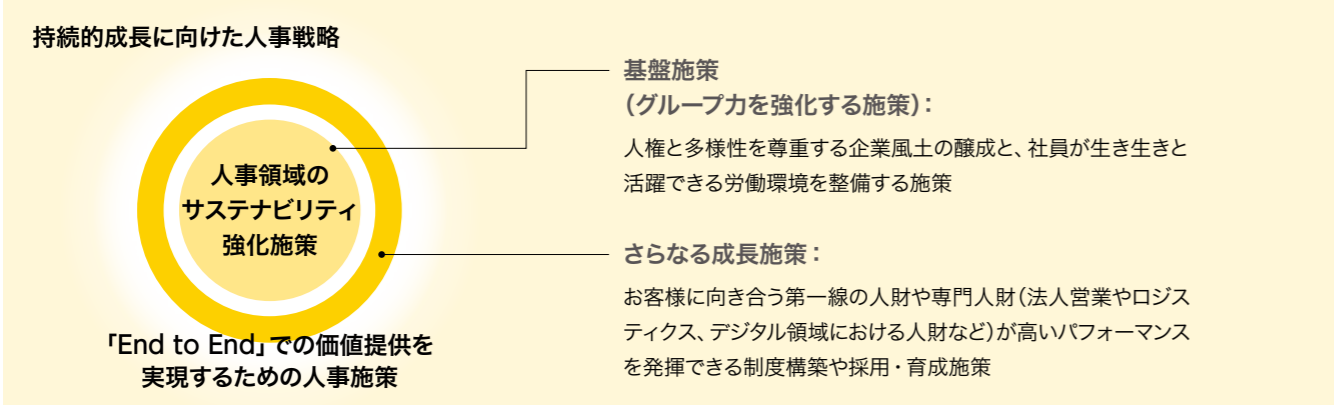 持続的成長に向けた人事戦略
人事領域の
サステナビリティ
強化施策
「End to End」での価値提供を
実現するための人事施策
基盤施策
（グループ力を強化する施策）：
人権と多様性を尊重する企業風土の醸成と、社員が生き生きと
活躍できる労働環境を整備する施策
さらなる成長施策：
お客様に向き合う第一線の人財や専門人財（法人営業やロジス
ティクス、デジタル領域における人財など）が高いパフォーマンス
を発揮できる制度構築や採用・育成施策